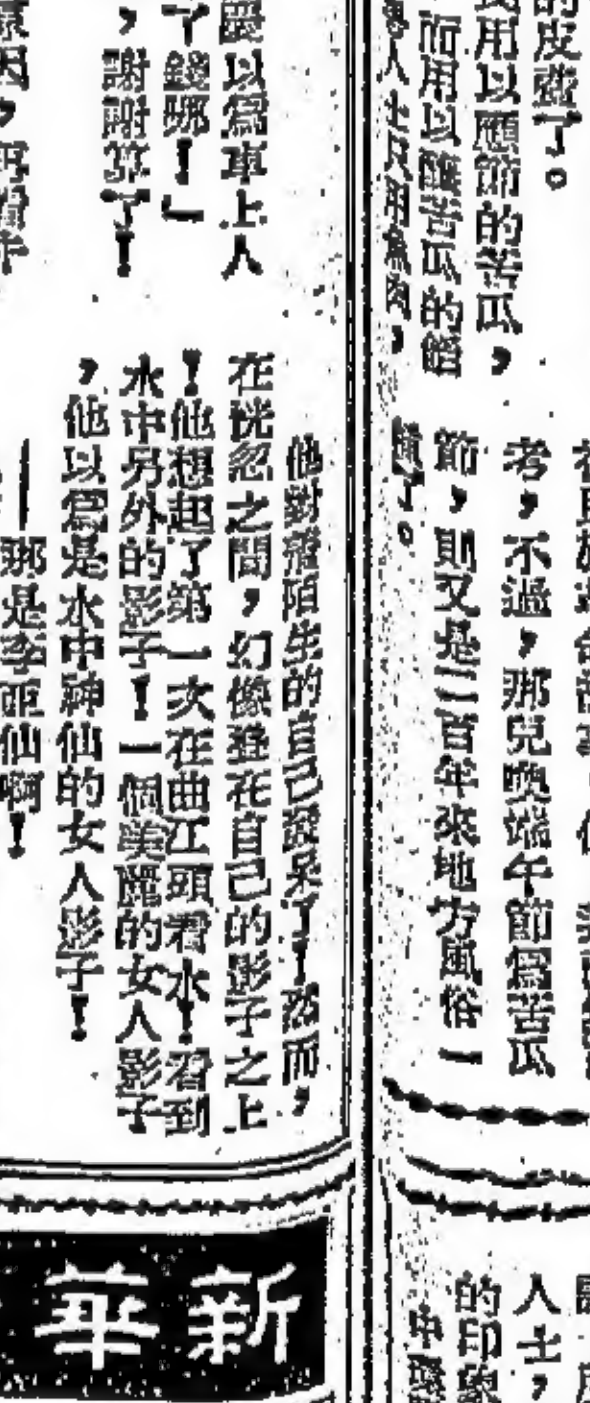 的皮蛋了。
用以應節的苦瓜,
而用以釀苦瓜的餡
人士只用魚肉,
考,不過,那兒喚端午節爲苦瓜
節,則又是二百年來地方風俗一
種了。
爵以爲車上人
了錢哪!」
,謝謝算了!
他對着陌生的自己發呆了!然而,
在恍忽之間,幻像疊在自己的影子之上
!他想起了第一次在曲江頭看水!看到
水中另外的影子!一個美麗的女人影子
,他以爲是水中神仙的女人影子!
——那是李亞仙啊!
人士,
的印象
中
新華